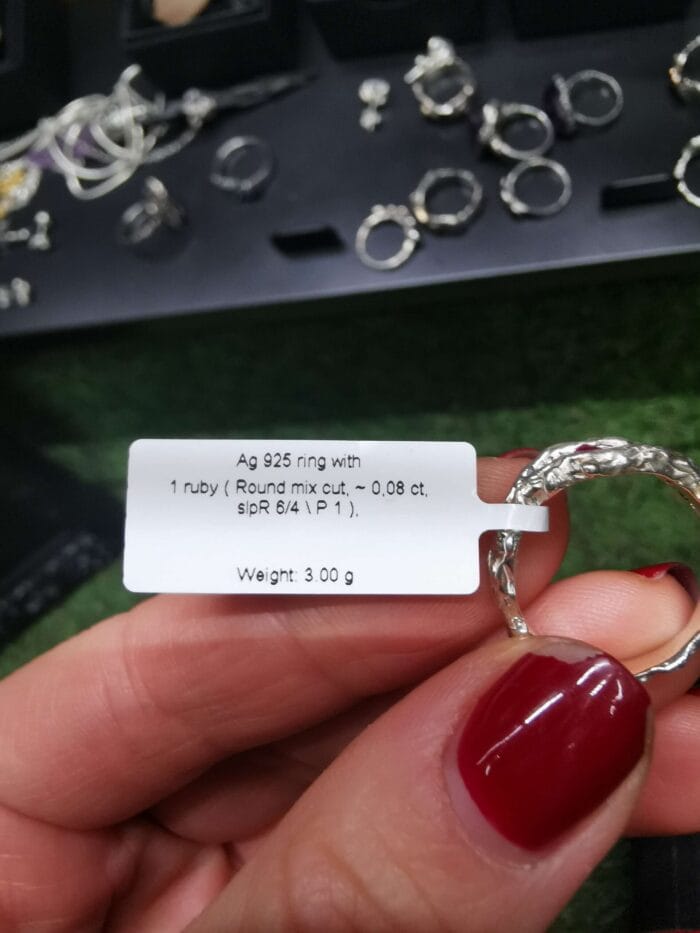 Ag 925 ring with
1 ruby ( Round mix cut, ~ 0,08 ct,
slpR 6/4 \ P 1 ),
Weight: 3.00 g